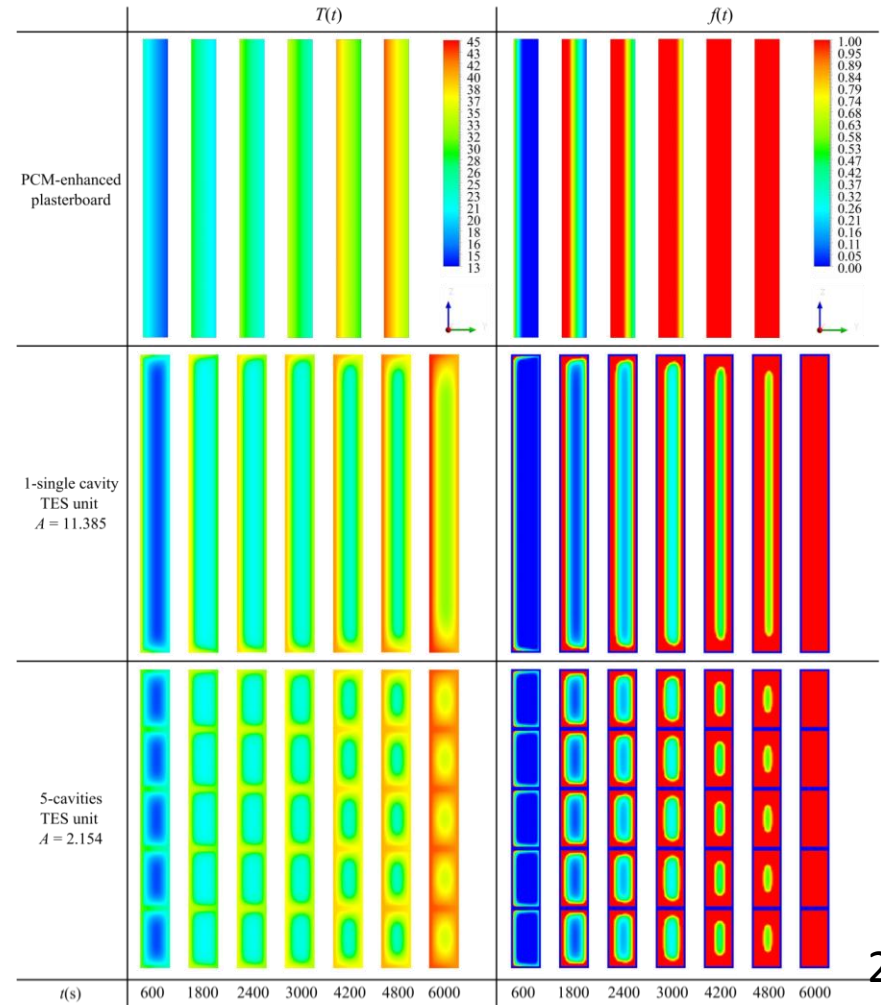 T(t)
f(t)
PCM-enhanced
plasterboard
45
43
42
40
38
37
35
33
32
30
28
26
25
23
21
20
18
16
15
13
Z
Y
1.00
0.95
0.89
0.84
0.79
0.74
0.68
0.63
0.58
0.53
0.47
0.42
0.37
0.32
0.26
0.21
0.16
0.11
0.05
0.00
Z
Y
1-single cavity
TES unit
A = 11.385
5-cavities
TES unit
A = 2.154
2
t(s) 600 1800 2400 3000 4200 4800 6000 600 1800 2400 3000 4200 4800 6000